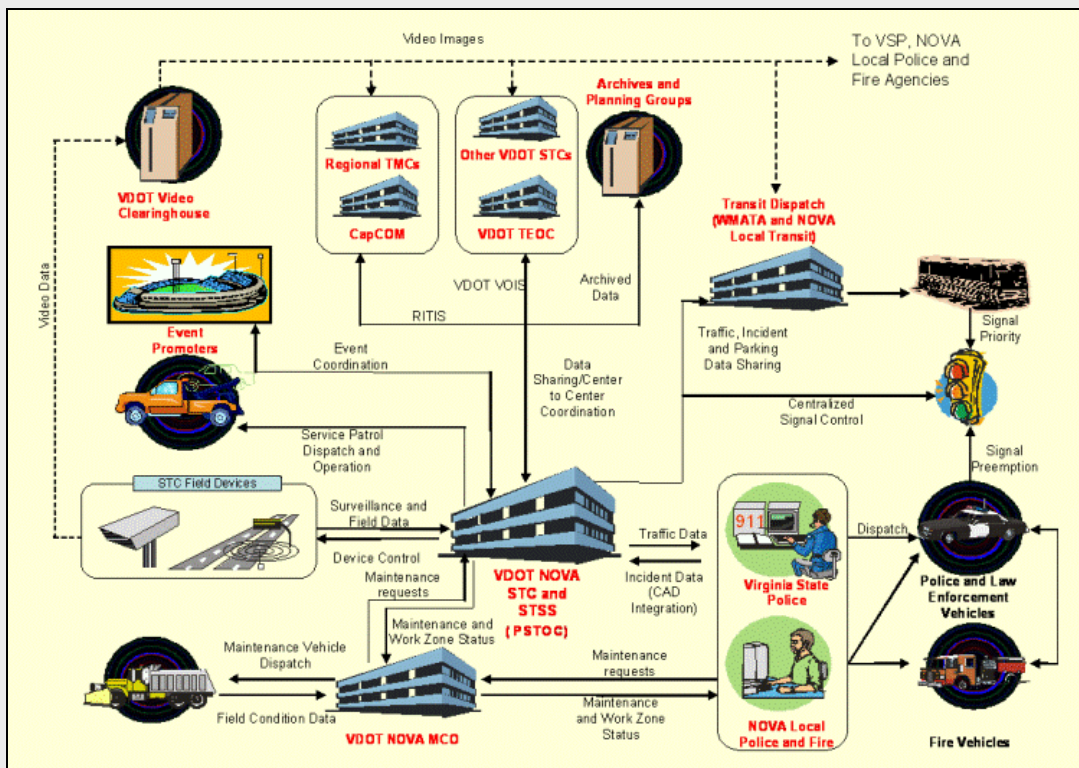 Video Images
To VSP, NOVA
Local Police and
Fire Agencies
Archives and
Planning Groups
Regional TMCs
Other VDOT STCs
CapCOM
VDOT TEOC
VDOT Video
Clearinghouse
Transit Dispatch
(WMATA and NOVA
Local Transit)
Video Data
VDOT VOIS
Archived
Data
RITIS
Event
Promoters
Event
Coordination
Data
Sharing/Center
to Center
Coordination
Traffic, Incident
and Parking
Data Sharing
Signal
Priority
Centralized
Signal Control
Service Patrol
Dispatch and
Operation
Signal
Preemption
STC Field Devices
Surveillance and
Field Data
Device Control
911
Traffic Data
Dispatch
Incident Data
(CAD
Integration)
Virginia State
Police
Police and Law
Enforcement
Vehicles
VDOT NOVA
STC and
STSS
(PSTOC)
Maintenance
requests
Maintenance and
Work Zone
Status
Maintenance Vehicle
Dispatch
Field Condition Data
VDOT NOVA MCO
Maintenance
requests
Maintenance
and Work Zone
Status
NOVA Local
Police and Fire
Fire Vehicles